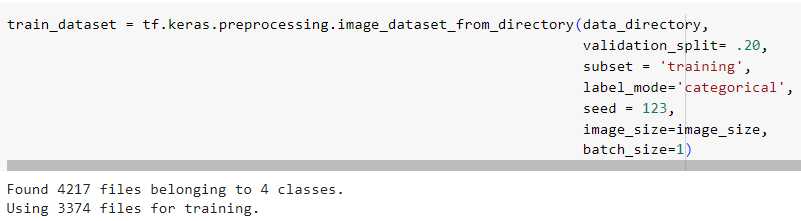 train_dataset = tf.keras.preprocessing.image_dataset_from_directory(data_directory,
validation_split= .20,
subset = 'training',
label_mode='categorical',
seed = 123,
image_size=image_size,
batch_size=1)
Found 4217 files belonging to 4 classes.
Using 3374 files for training.